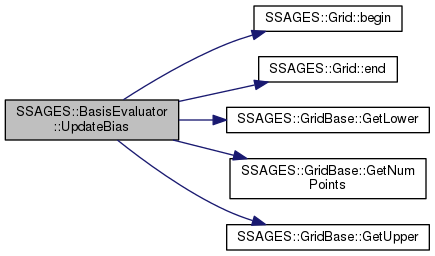 SSAGES::Grid::begin
SSAGES::Grid::end
SSAGES::BasisEvaluator
::UpdateBias
SSAGES::GridBase::GetLower
SSAGES::GridBase::GetNum
Points
SSAGES::GridBase::GetUpper